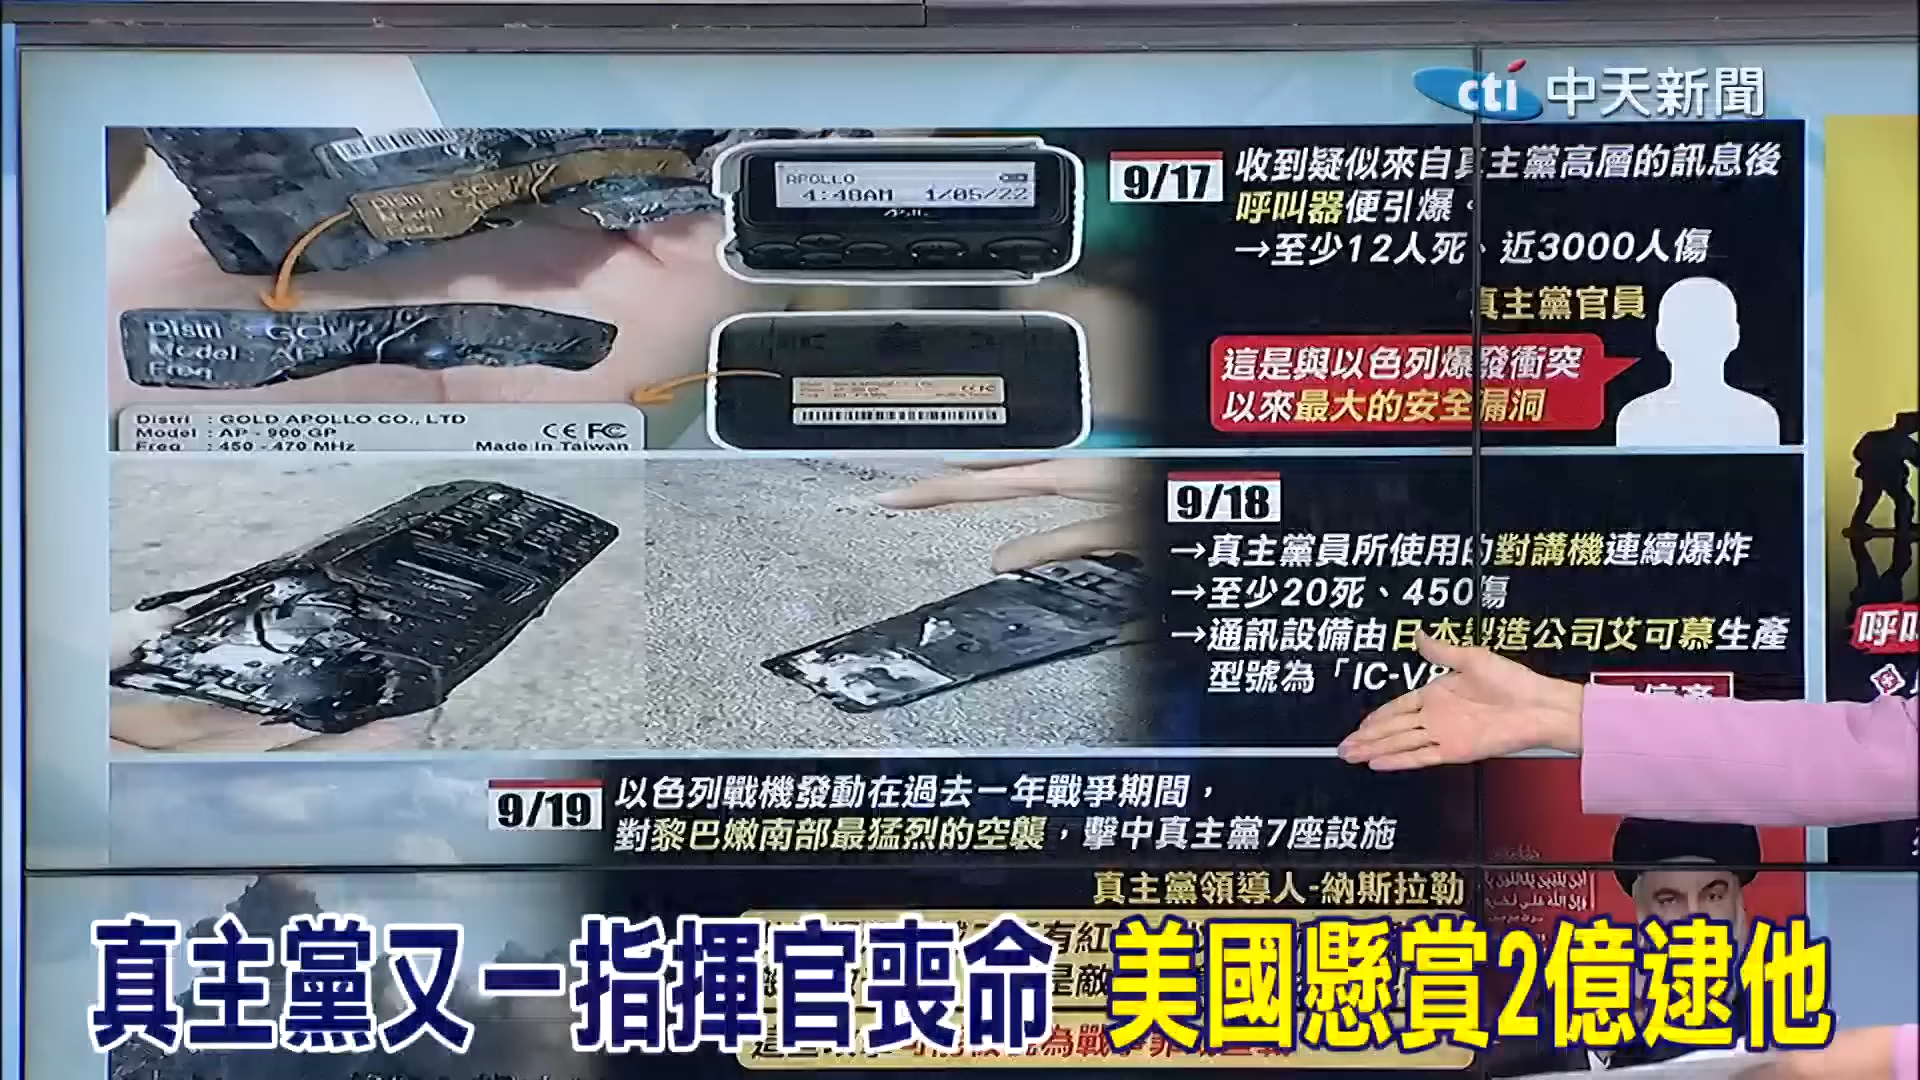 cti 中天新聞
APOLLO
4:48AM 1/05/22
Distri : GOLD APOLLO CO., LTD
Model : AP - 900 GP
Freq : 450 - 470 MHz
CE FC
Made In Taiwan
9/17
收到疑似來自真主黨高層的訊息後
呼叫器便引爆。
→至少12人死、近3000人傷
真主黨官員
這是與以色列爆發衝突
以來最大的安全漏洞
9/18
→真主黨員所使用的對講機連續爆炸
→至少20死、450傷
→通訊設備由日本製造公司艾可慕生產
型號為「IC-V8
9/19
以色列戰機發動在過去一年戰爭期間，
對黎巴嫩南部最猛烈的空襲，擊中真主黨7座設施
真主黨領導人-納斯拉勒
真主黨又一指揮官喪命 美國懸賞2億逮他